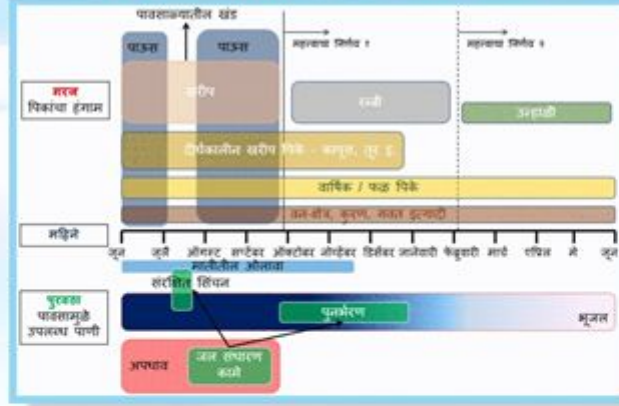 पावसाळ्यातील खंड
पाऊस
पाऊस
महत्वाचा निर्णय १
महत्वाचा निर्णय २
गरज
पिकांचा हंगाम
खरीप
रब्बी
उन्हाळी
दीर्घकालीन खरीप पिके - कापूस, तूर इ.
वार्षिक / फळ पिके
वन-क्षेत्र, कुरण, गवत इत्यादी
महिने
जून जुलै ऑगस्ट सप्टेंबर ऑक्टोबर नोव्हेंबर डिसेंबर जानेवारी फेब्रुवारी मार्च एप्रिल मे जून
मातीतील ओलावा
संरक्षित सिंचन
पुरवठा
पावसामुळे
उपलब्ध पाणी
पुनर्भरण
भूजल
अपधाव
जल संधारण
कामे